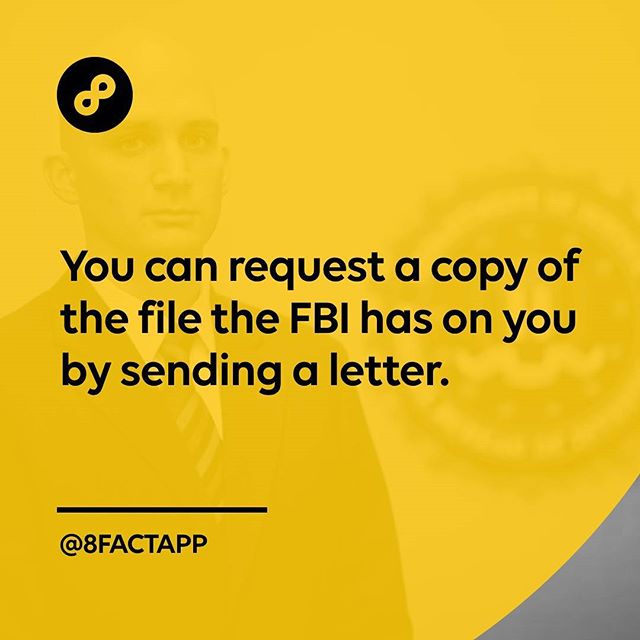 You can request a copy of
the file the FBI has on you
by sending a letter.
@8FACTAPP